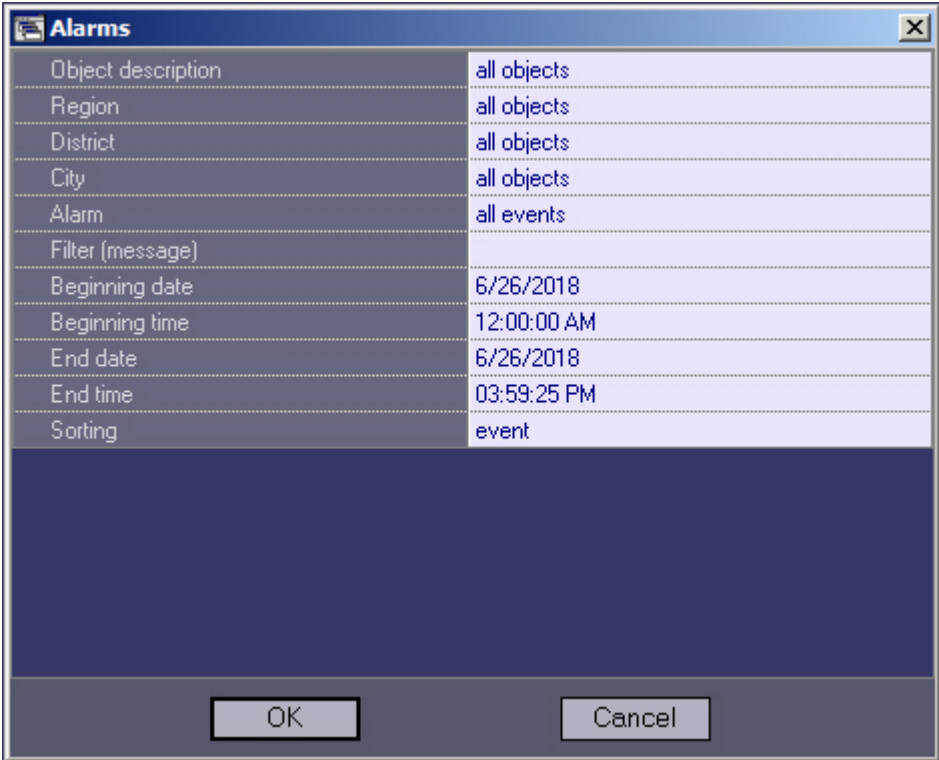 Alarms
Object description all objects
Region all objects
District all objects
City all objects
Alarm all events
Filter (message)
Beginning date 6/26/2018
Beginning time 12:00:00 AM
End date 6/26/2018
End time 03:59:25 PM
Sorting event
OK Cancel